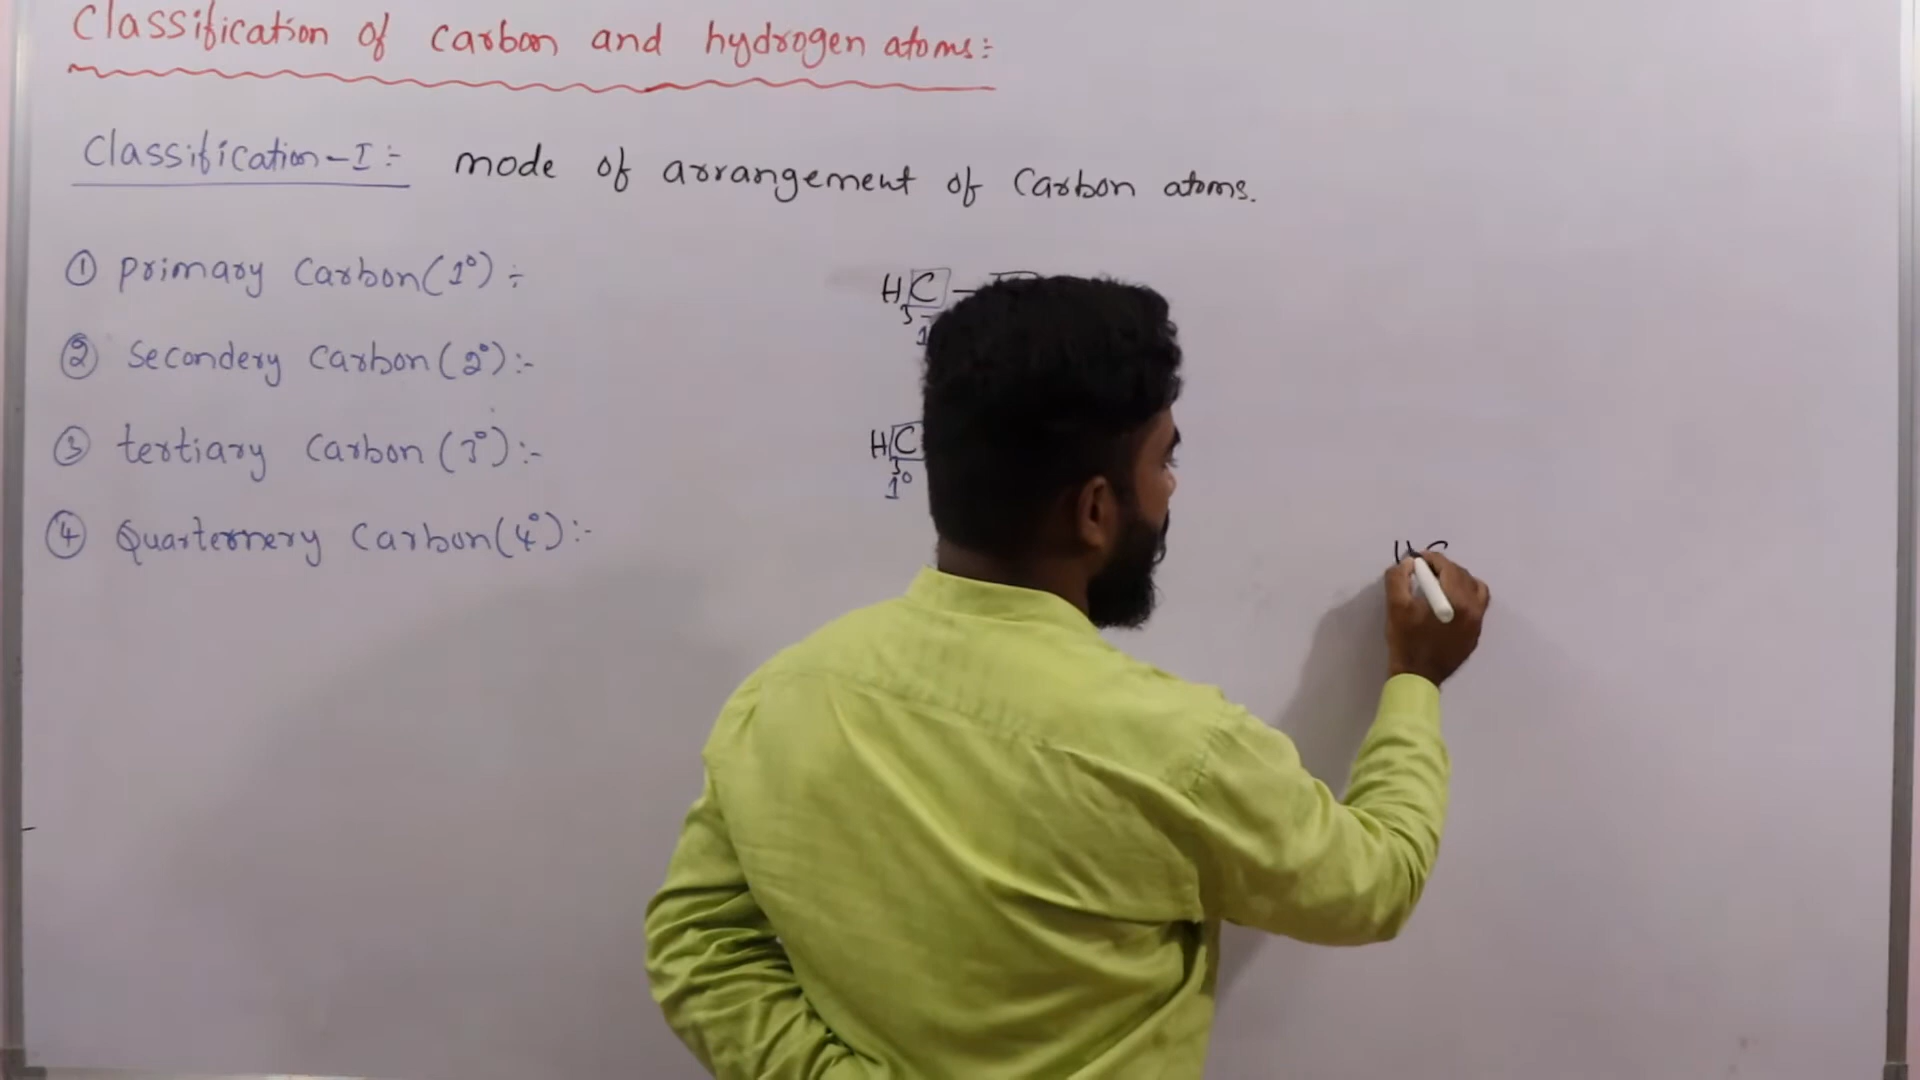 Classification of carbon and hydrogen atoms:
Classification-I:- mode of arrangement of Carbon atoms.
① primary Carbon(1°):
② Secondery Carbon(2°):-
③ tertiary Carbon(3°):-
④ Quarternery Carbon(4°):-
H3C —
1
H3C
1°
HC